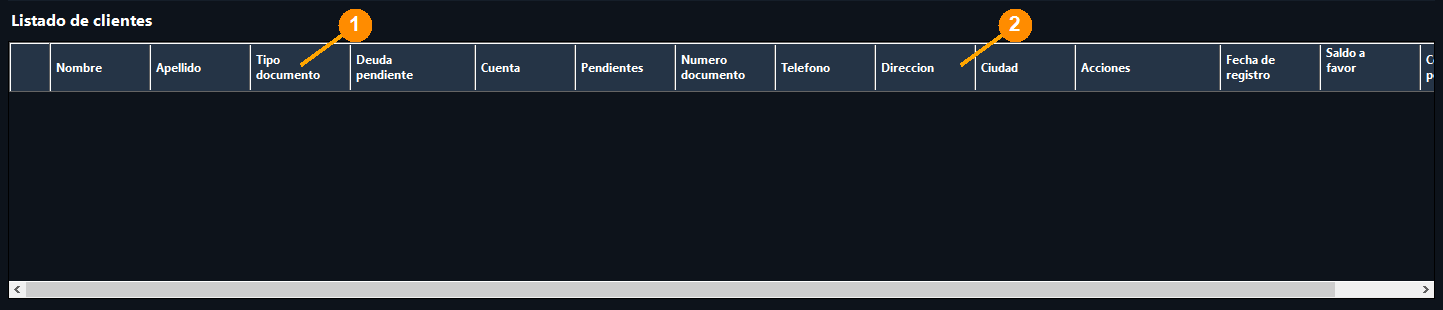 Listado de clientes
1
2
Nombre
Apellido
Tipo
documento
Deuda
pendiente
Cuenta
Pendientes
Numero
documento
Telefono
Direccion
Ciudad
Acciones
Fecha de
registro
Saldo a
favor